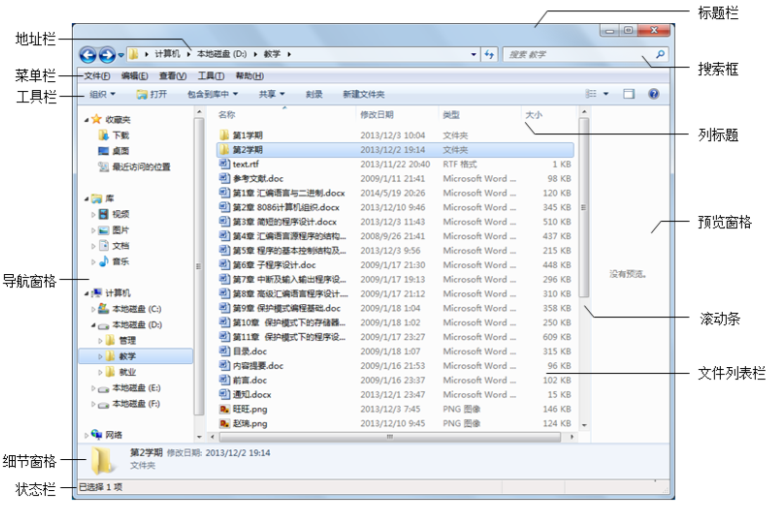 标题栏
地址栏
计算机 本地磁盘 (D:) 教学
搜索 教学
搜索框
菜单栏
文件(F) 编辑(E) 查看(V) 工具(T) 帮助(H)
工具栏
组织 打开 包含到库中 共享 刻录 新建文件夹
名称 修改日期 类型 大小
列标题
收藏夹
下载
桌面
最近访问的位置
库
视频
图片
文档
音乐
导航窗格
计算机
本地磁盘 (C:)
本地磁盘 (D:)
管理
教学
就业
本地磁盘 (E:)
本地磁盘 (F:)
网络
第1学期 2013/12/3 10:04 文件夹
第2学期 2013/12/2 19:14 文件夹
text.rtf 2013/11/22 20:40 RTF 格式 1 KB
参考文献.doc 2009/1/11 21:41 Microsoft Word ... 98 KB
第1章 汇编语言与二进制.docx 2014/5/19 20:26 Microsoft Word ... 120 KB
第2章 8086计算机组织.docx 2013/12/10 9:46 Microsoft Word ... 345 KB
第3章 简短的程序设计.docx 2013/12/3 11:43 Microsoft Word ... 510 KB
第4章 汇编语言源程序的结构... 2008/9/26 21:41 Microsoft Word ... 437 KB
第5章 程序的基本控制结构及... 2013/12/3 9:56 Microsoft Word ... 215 KB
第6章 子程序设计.doc 2009/1/17 21:30 Microsoft Word ... 448 KB
第7章 中断及输入输出程序设... 2009/1/17 19:13 Microsoft Word ... 296 KB
第8章 高级汇编语言程序设计.... 2009/1/17 21:12 Microsoft Word ... 310 KB
第9章 保护模式编程基础.doc 2009/1/18 1:04 Microsoft Word ... 358 KB
第10章 保护模式下的存储器... 2009/1/18 1:02 Microsoft Word ... 250 KB
第11章 保护模式下的程序设... 2009/1/17 23:27 Microsoft Word ... 609 KB
目录.doc 2009/1/18 1:07 Microsoft Word ... 315 KB
内容提要.doc 2009/1/16 21:53 Microsoft Word ... 96 KB
前言.doc 2009/1/16 23:37 Microsoft Word ... 102 KB
通知.docx 2013/12/1 23:47 Microsoft Word ... 15 KB
旺旺.png 2013/12/3 7:45 PNG 图像 146 KB
赵瑞.png 2013/12/10 9:45 PNG 图像 124 KB
预览窗格
没有预览。
滚动条
文件列表栏
细节窗格
第2学期 修改日期: 2013/12/2 19:14
文件夹
状态栏
已选择 1 项